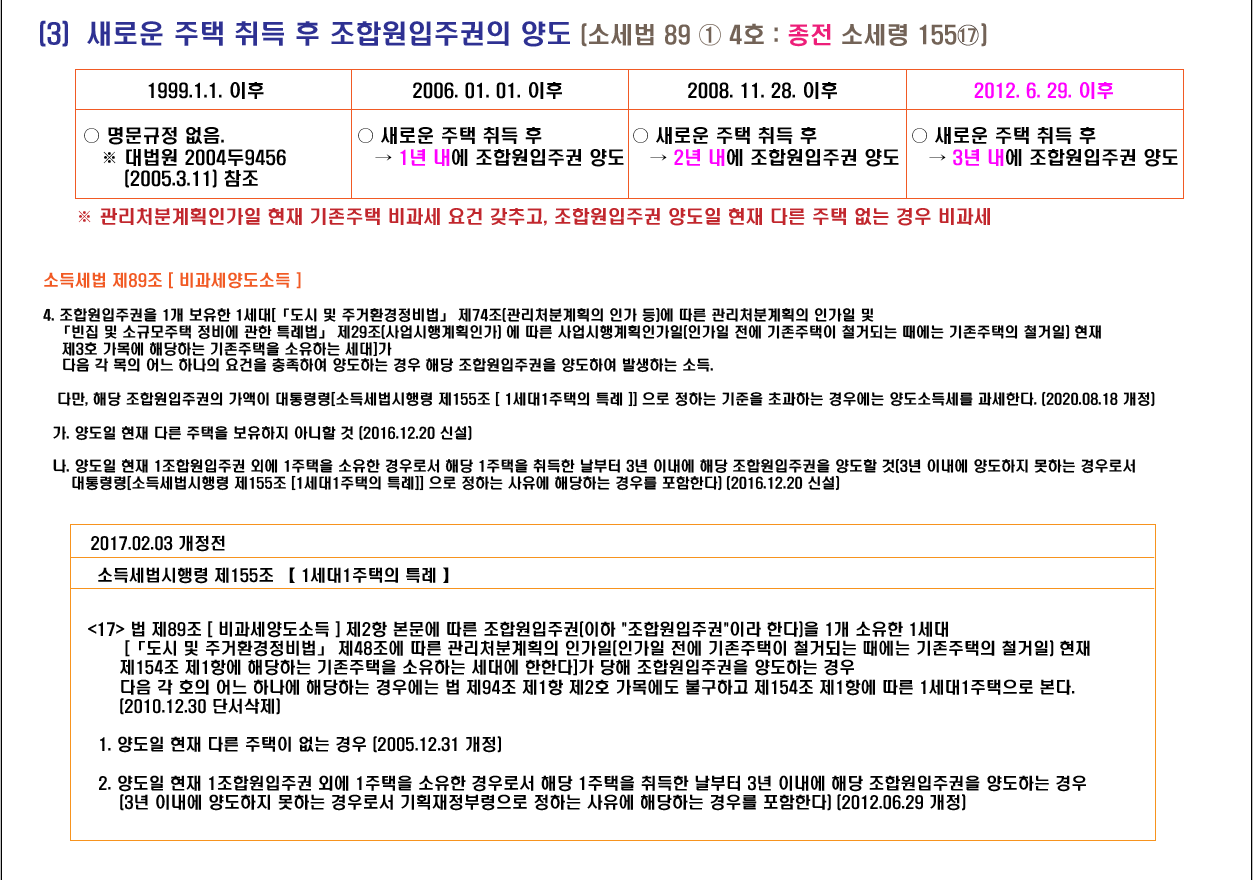 (3) 새로운 주택 취득 후 조합원입주권의 양도 (소세법 89 ① 4호 : 종전 소세령 155⑰)
1999.1.1. 이후
2006. 01. 01. 이후
2008. 11. 28. 이후
2012. 6. 29. 이후
○ 명문규정 없음.
※ 대법원 2004두9456
(2005.3.11) 참조
○ 새로운 주택 취득 후
→ 1년 내에 조합원입주권 양도
○ 새로운 주택 취득 후
→ 2년 내에 조합원입주권 양도
○ 새로운 주택 취득 후
→ 3년 내에 조합원입주권 양도
※ 관리처분계획인가일 현재 기존주택 비과세 요건 갖추고, 조합원입주권 양도일 현재 다른 주택 없는 경우 비과세
소득세법 제89조 [ 비과세양도소득 ]
4. 조합원입주권을 1개 보유한 1세대[「도시 및 주거환경정비법」 제74조(관리처분계획의 인가 등)에 따른 관리처분계획의 인가일 및
「빈집 및 소규모주택 정비에 관한 특례법」 제29조(사업시행계획인가) 에 따른 사업시행계획인가일(인가일 전에 기존주택이 철거되는 때에는 기존주택의 철거일) 현재
제3호 가목에 해당하는 기존주택을 소유하는 세대]가
다음 각 목의 어느 하나의 요건을 충족하여 양도하는 경우 해당 조합원입주권을 양도하여 발생하는 소득.
다만, 해당 조합원입주권의 가액이 대통령령[소득세법시행령 제155조 [ 1세대1주택의 특례 ]] 으로 정하는 기준을 초과하는 경우에는 양도소득세를 과세한다. (2020.08.18 개정)
가. 양도일 현재 다른 주택을 보유하지 아니할 것 (2016.12.20 신설)
나. 양도일 현재 1조합원입주권 외에 1주택을 소유한 경우로서 해당 1주택을 취득한 날부터 3년 이내에 해당 조합원입주권을 양도할 것(3년 이내에 양도하지 못하는 경우로서
대통령령[소득세법시행령 제155조 [1세대1주택의 특례]] 으로 정하는 사유에 해당하는 경우를 포함한다) (2016.12.20 신설)
2017.02.03 개정전
소득세법시행령 제155조 【 1세대1주택의 특례 】
<17> 법 제89조 [ 비과세양도소득 ] 제2항 본문에 따른 조합원입주권(이하 "조합원입주권"이라 한다)을 1개 소유한 1세대
[「도시 및 주거환경정비법」 제48조에 따른 관리처분계획의 인가일(인가일 전에 기존주택이 철거되는 때에는 기존주택의 철거일) 현재
제154조 제1항에 해당하는 기존주택을 소유하는 세대에 한한다]가 당해 조합원입주권을 양도하는 경우
다음 각 호의 어느 하나에 해당하는 경우에는 법 제94조 제1항 제2호 가목에도 불구하고 제154조 제1항에 따른 1세대1주택으로 본다.
(2010.12.30 단서삭제)
1. 양도일 현재 다른 주택이 없는 경우 (2005.12.31 개정)
2. 양도일 현재 1조합원입주권 외에 1주택을 소유한 경우로서 해당 1주택을 취득한 날부터 3년 이내에 해당 조합원입주권을 양도하는 경우
(3년 이내에 양도하지 못하는 경우로서 기획재정부령으로 정하는 사유에 해당하는 경우를 포함한다) (2012.06.29 개정)